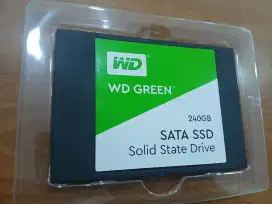 WD
WD GREEN™
240GB
SATA SSD
Solid State Drive